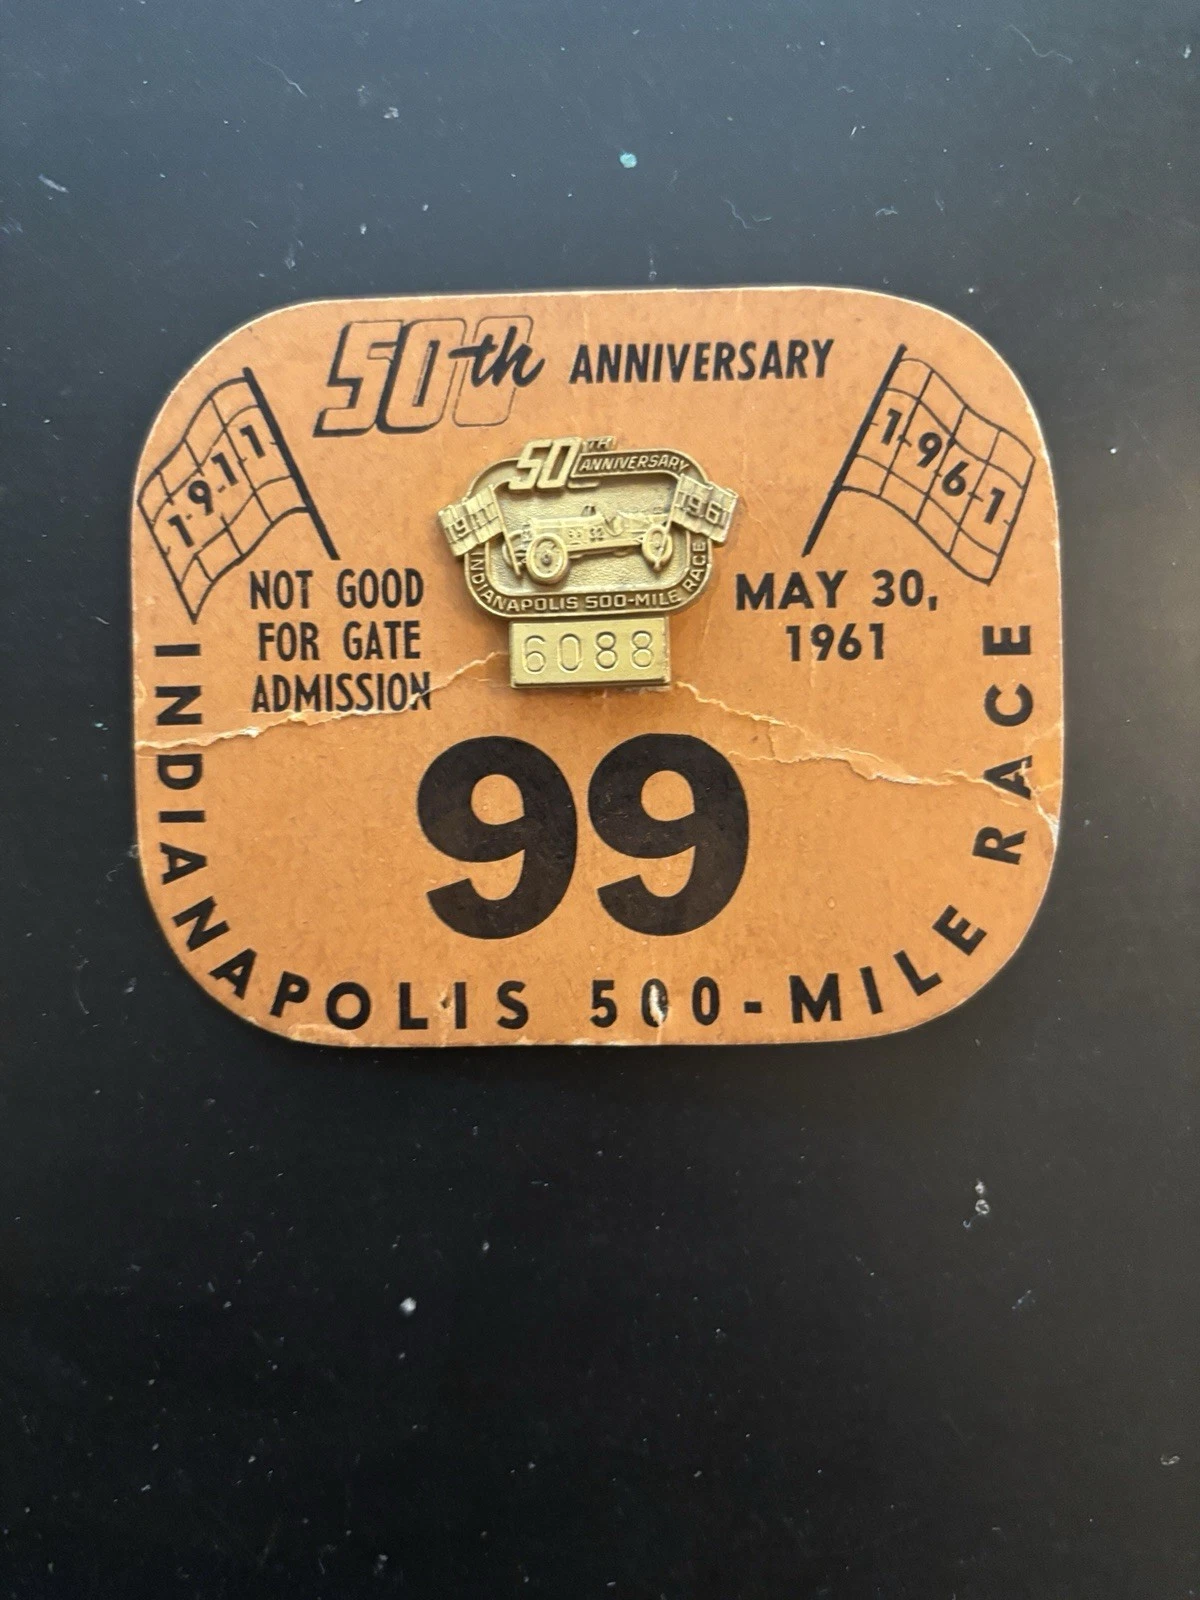 50th ANNIVERSARY
1911
1961
50TH ANNIVERSARY
1911
1961
32
INDIANAPOLIS 500-MILE RACE
6088
NOT GOOD
FOR GATE
ADMISSION
MAY 30,
1961
99
INDIANAPOLIS 500-MILE RACE